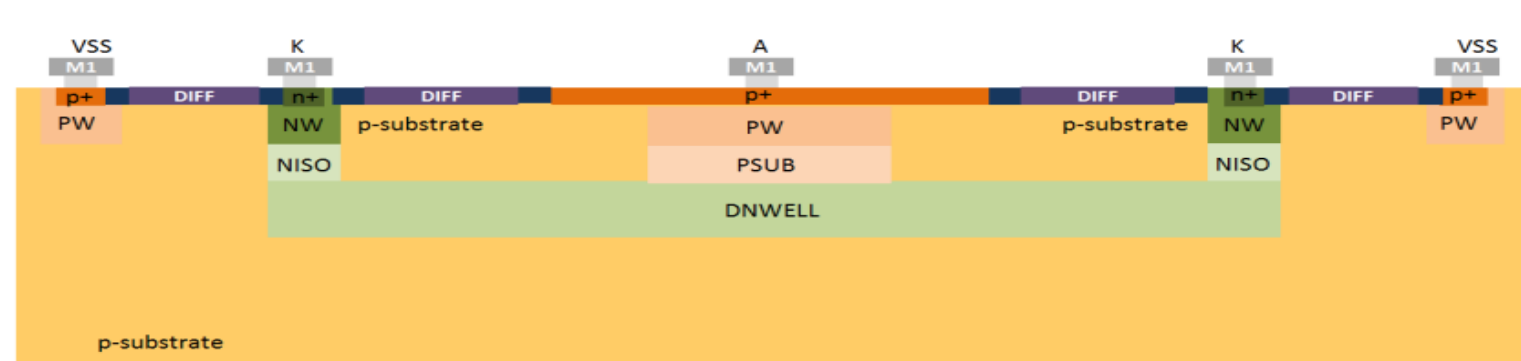 VSS K A K VSS
M1 M1 M1 M1 M1
p+ DIFF n+ DIFF p+ DIFF n+ DIFF p+
PW NW p-substrate PW p-substrate NW PW
NISO PSUB NISO
DNWELL
p-substrate